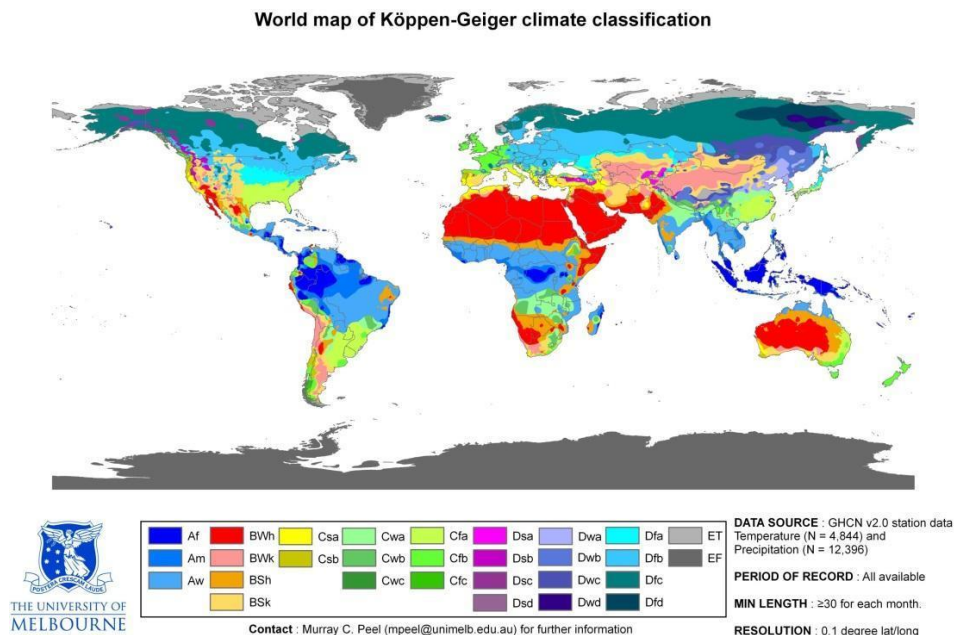 World map of Köppen-Geiger climate classification
POSTERA CRESCAM LAUDE
THE UNIVERSITY OF
MELBOURNE
Af BWh Csa Cwa Cfa Dsa Dwa Dfa ET
Am BWk Csb Cwb Cfb Dsb Dwb Dfb EF
Aw BSh Cwc Cfc Dsc Dwc Dfc
BSk Dsd Dwd Dfd
Contact : Murray C. Peel (mpeel@unimelb.edu.au) for further information
DATA SOURCE : GHCN v2.0 station data
Temperature (N = 4,844) and
Precipitation (N = 12,396)
PERIOD OF RECORD : All available
MIN LENGTH : ≥30 for each month.
RESOLUTION : 0.1 degree lat/long